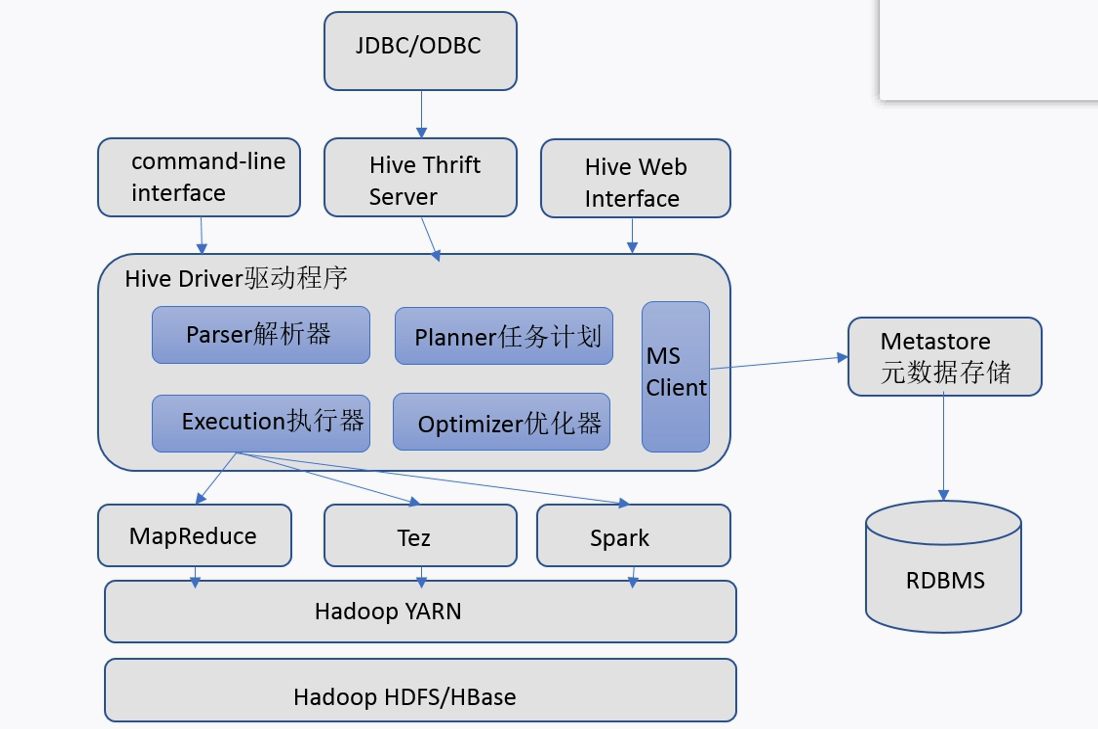 JDBC/ODBC
command-line
interface
Hive Thrift
Server
Hive Web
Interface
Hive Driver驱动程序
Parser解析器
Planner任务计划
MS
Client
Execution执行器
Optimizer优化器
Metastore
元数据存储
MapReduce
Tez
Spark
RDBMS
Hadoop YARN
Hadoop HDFS/HBase